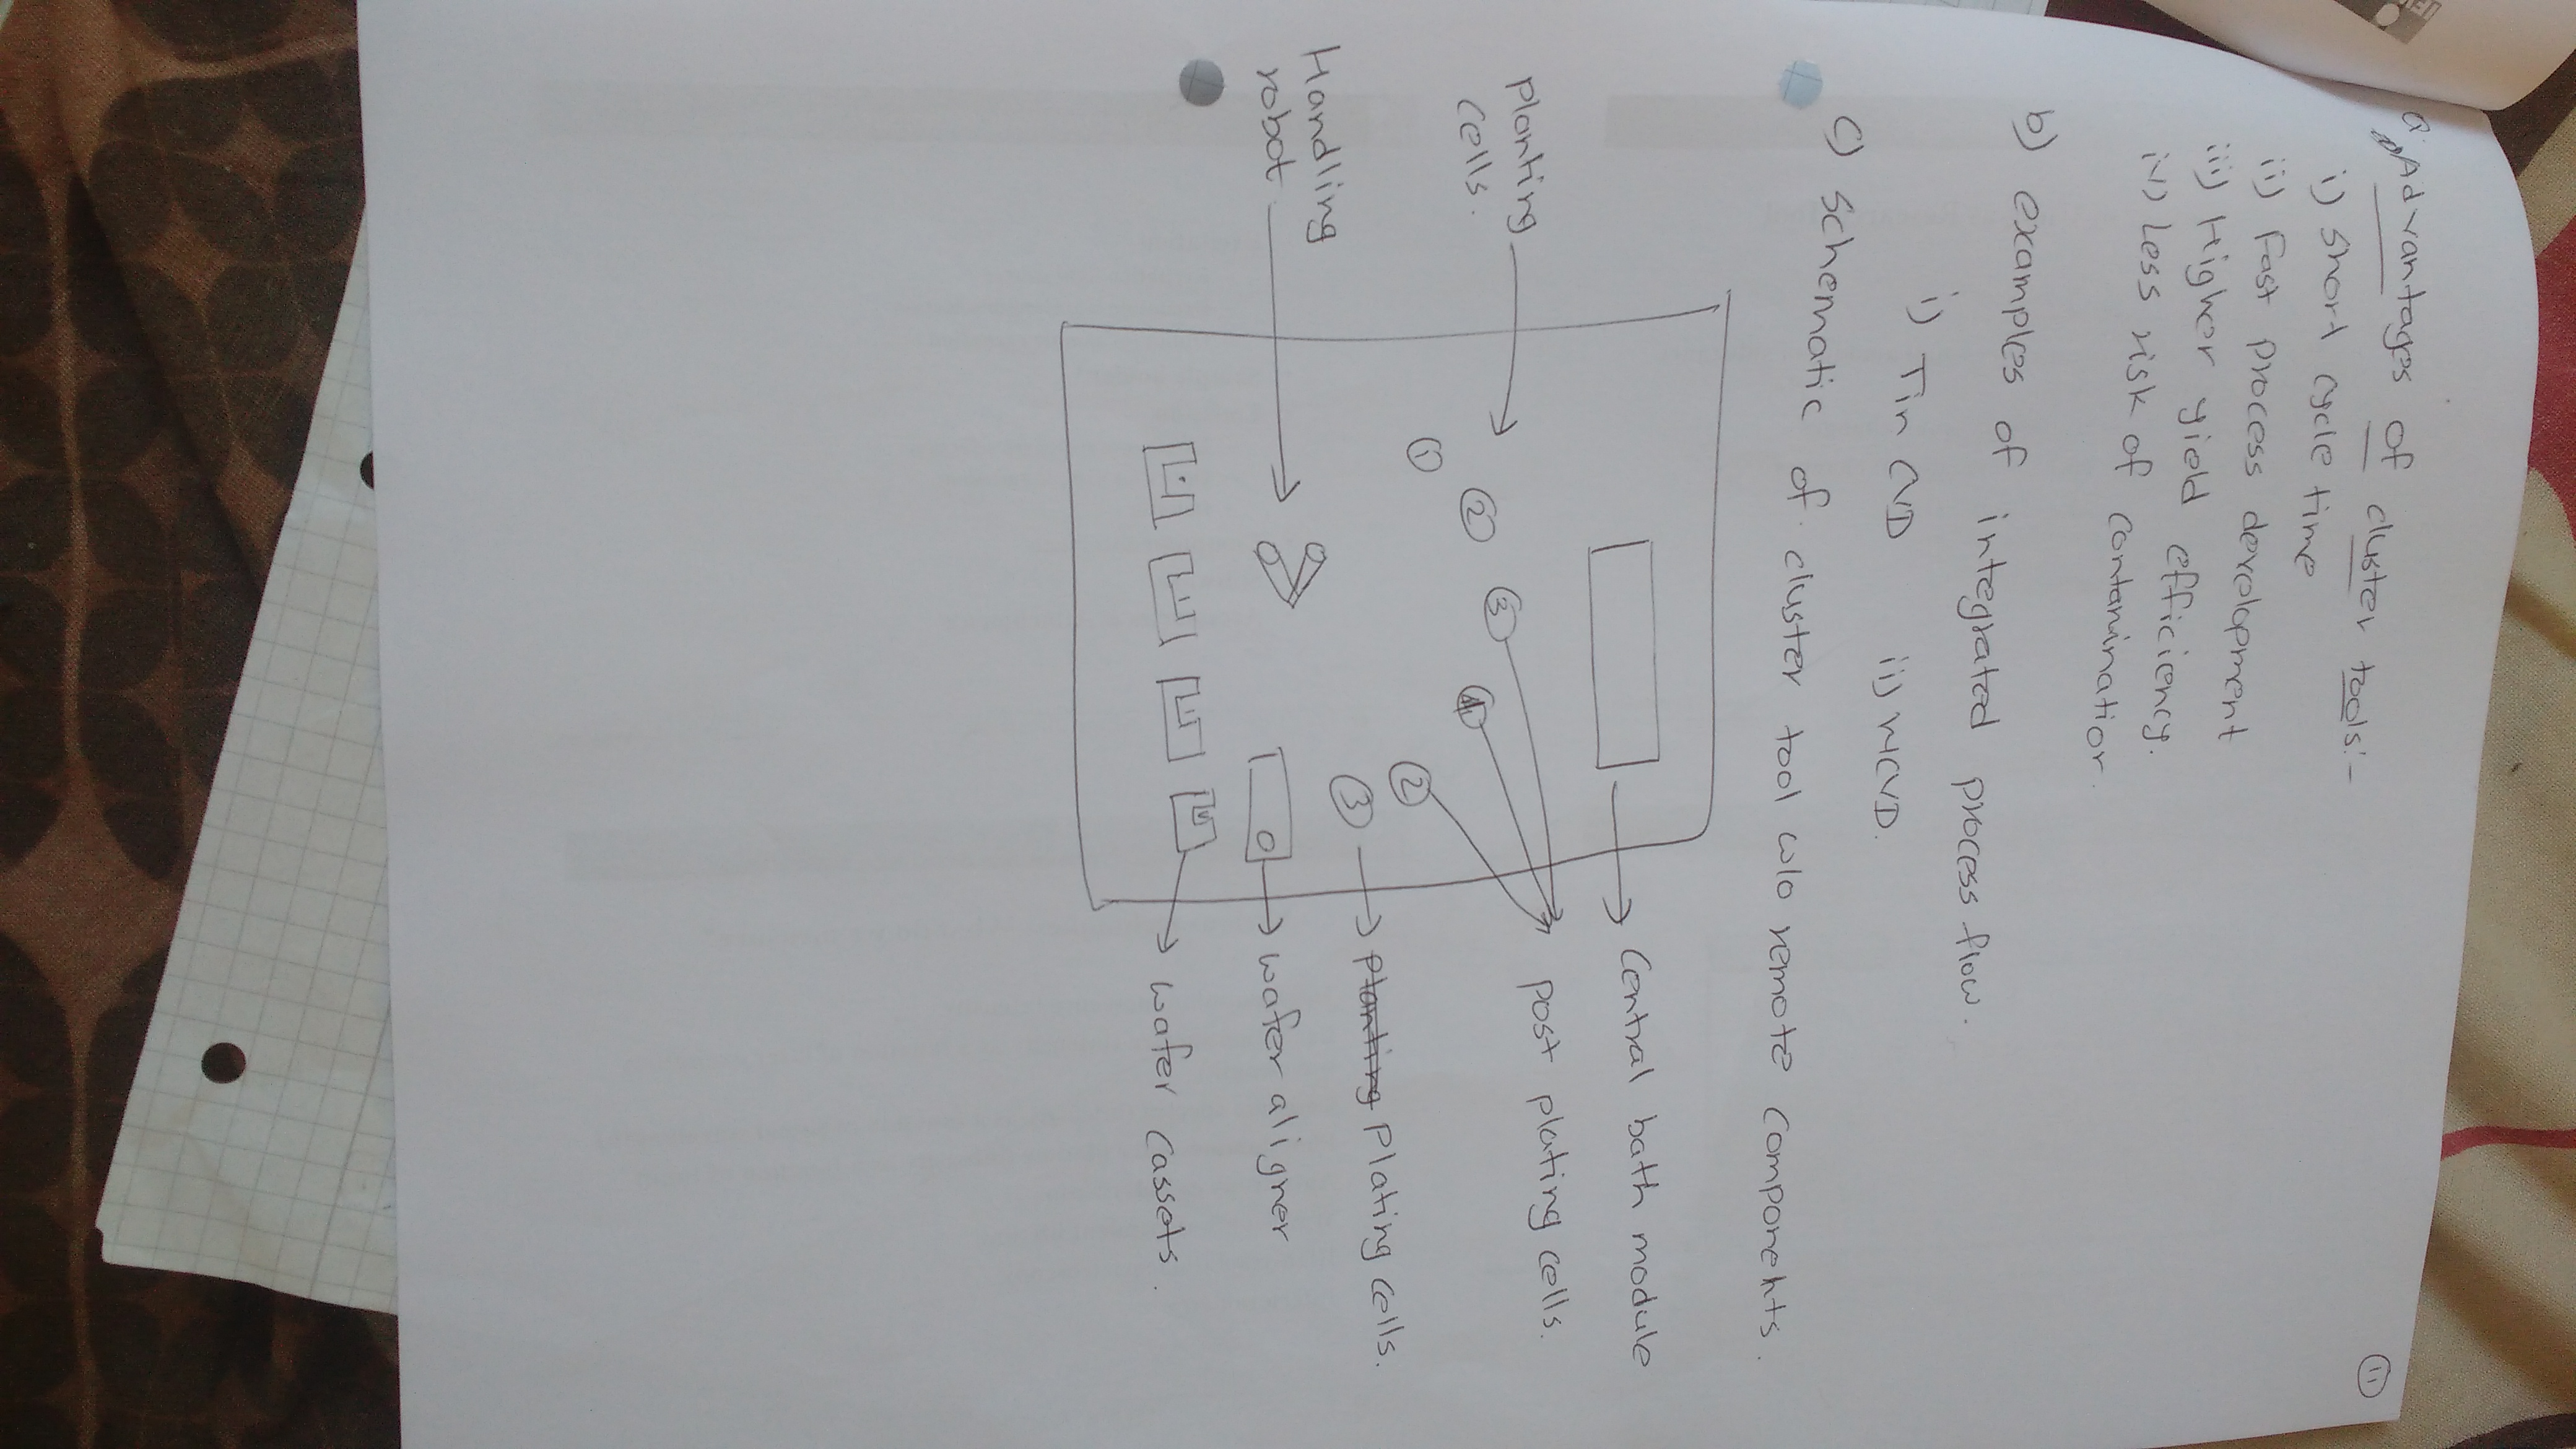 11
a. Advantages of cluster tools:-
i) Short cycle time
ii) Fast process development
iii) Higher yield efficiency.
iv) Less risk of contamination.
b) examples of integrated process flow.
i) Tin CVD ii) WCVD.
c) Schematic of cluster tool w/o remote components.
Central bath module
planting cells.
1
2
3
4
2
3
post plating cells.
planting Plating cells.
Handling robot
wafer aligner
wafer cassets.